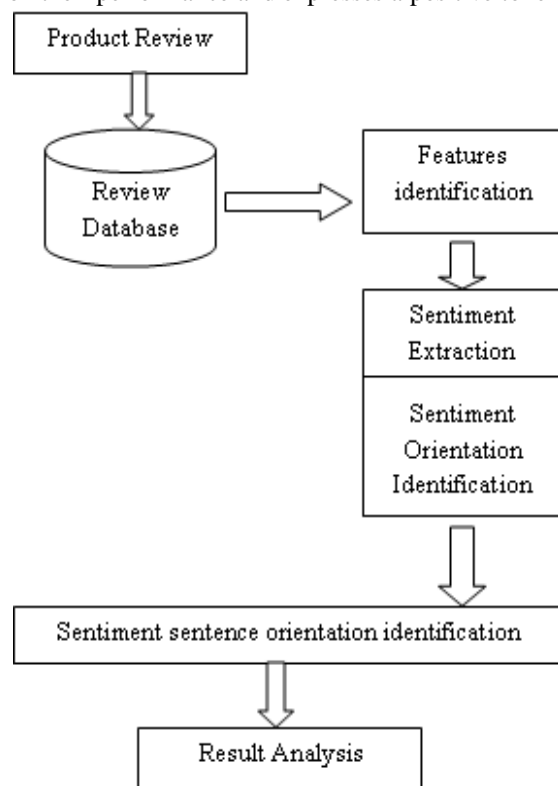 Product Review
Review
Database
Features
identification
Sentiment
Extraction
Sentiment
Orientation
Identification
Sentiment sentence orientation identification
Result Analysis